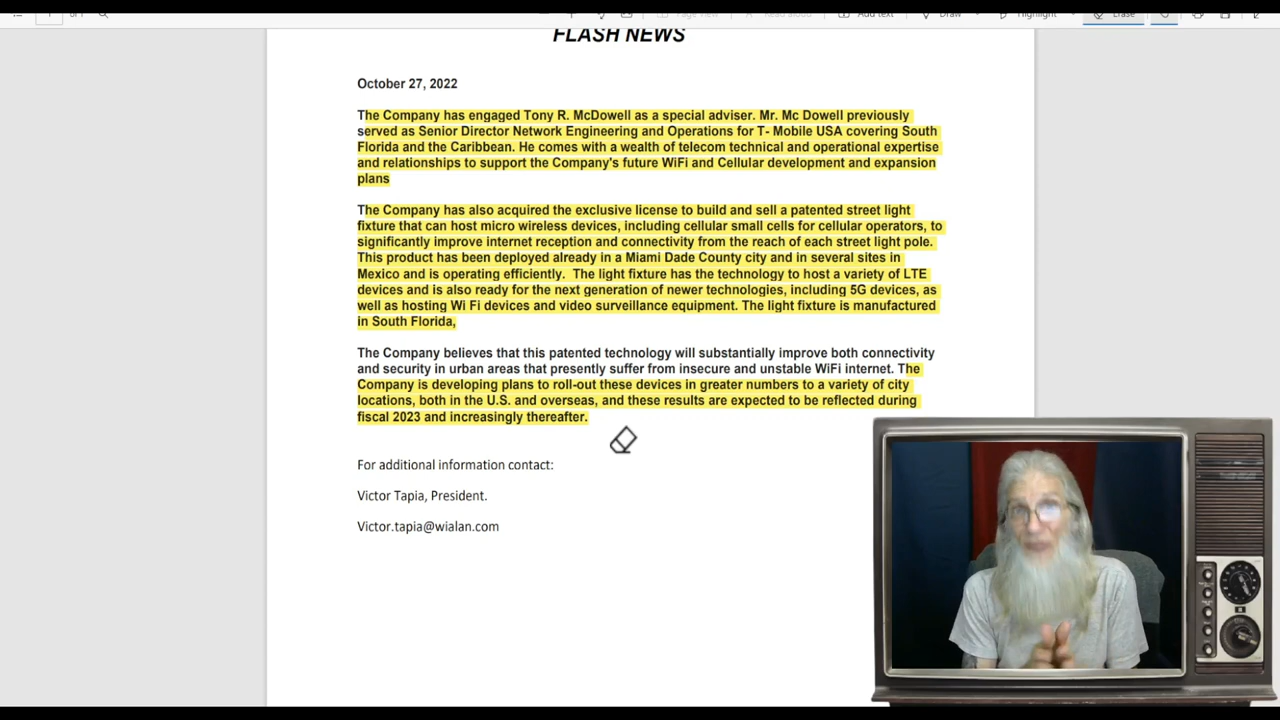 Add text
Draw
Highlight
Erase
FLASH NEWS
October 27, 2022
The Company has engaged Tony R. McDowell as a special adviser. Mr. Mc Dowell previously
served as Senior Director Network Engineering and Operations for T- Mobile USA covering South
Florida and the Caribbean. He comes with a wealth of telecom technical and operational expertise
and relationships to support the Company's future WiFi and Cellular development and expansion
plans
The Company has also acquired the exclusive license to build and sell a patented street light
fixture that can host micro wireless devices, including cellular small cells for cellular operators, to
significantly improve internet reception and connectivity from the reach of each street light pole.
This product has been deployed already in a Miami Dade County city and in several sites in
Mexico and is operating efficiently.  The light fixture has the technology to host a variety of LTE
devices and is also ready for the next generation of newer technologies, including 5G devices, as
well as hosting Wi Fi devices and video surveillance equipment. The light fixture is manufactured
in South Florida,
The Company believes that this patented technology will substantially improve both connectivity
and security in urban areas that presently suffer from insecure and unstable WiFi internet. The
Company is developing plans to roll-out these devices in greater numbers to a variety of city
locations, both in the U.S. and overseas, and these results are expected to be reflected during
fiscal 2023 and increasingly thereafter.
For additional information contact:
Victor Tapia, President.
Victor.tapia@wialan.com